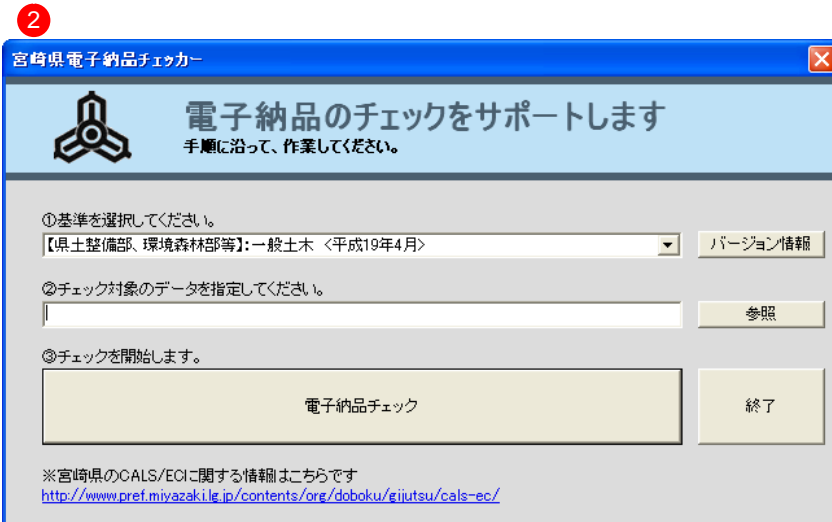 2
宮崎県電子納品チェッカー
電子納品のチェックをサポートします
手順に沿って、作業してください。
①基準を選択してください。
【県土整備部、環境森林部等】:一般土木 <平成19年4月>
バージョン情報
②チェック対象のデータを指定してください。
参照
③チェックを開始します。
電子納品チェック
終了
※宮崎県のCALS/ECに関する情報はこちらです
http://www.pref.miyazaki.lg.jp/contents/org/doboku/gijutsu/cals-ec/